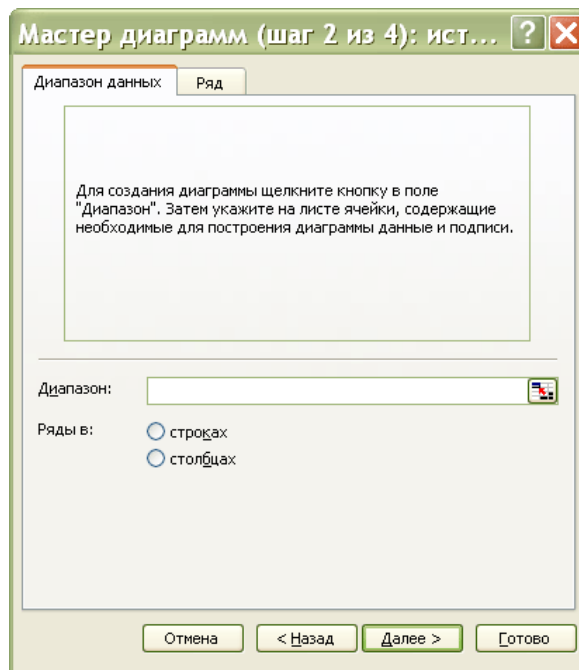 Мастер диаграмм (шаг 2 из 4): ист... ?
Диапазон данных Ряд
Для создания диаграммы щелкните кнопку в поле
"Диапазон". Затем укажите на листе ячейки, содержащие
необходимые для построения диаграммы данные и подписи.
Диапазон:
Ряды в: строках
столбцах
Отмена < Назад Далее > Готово